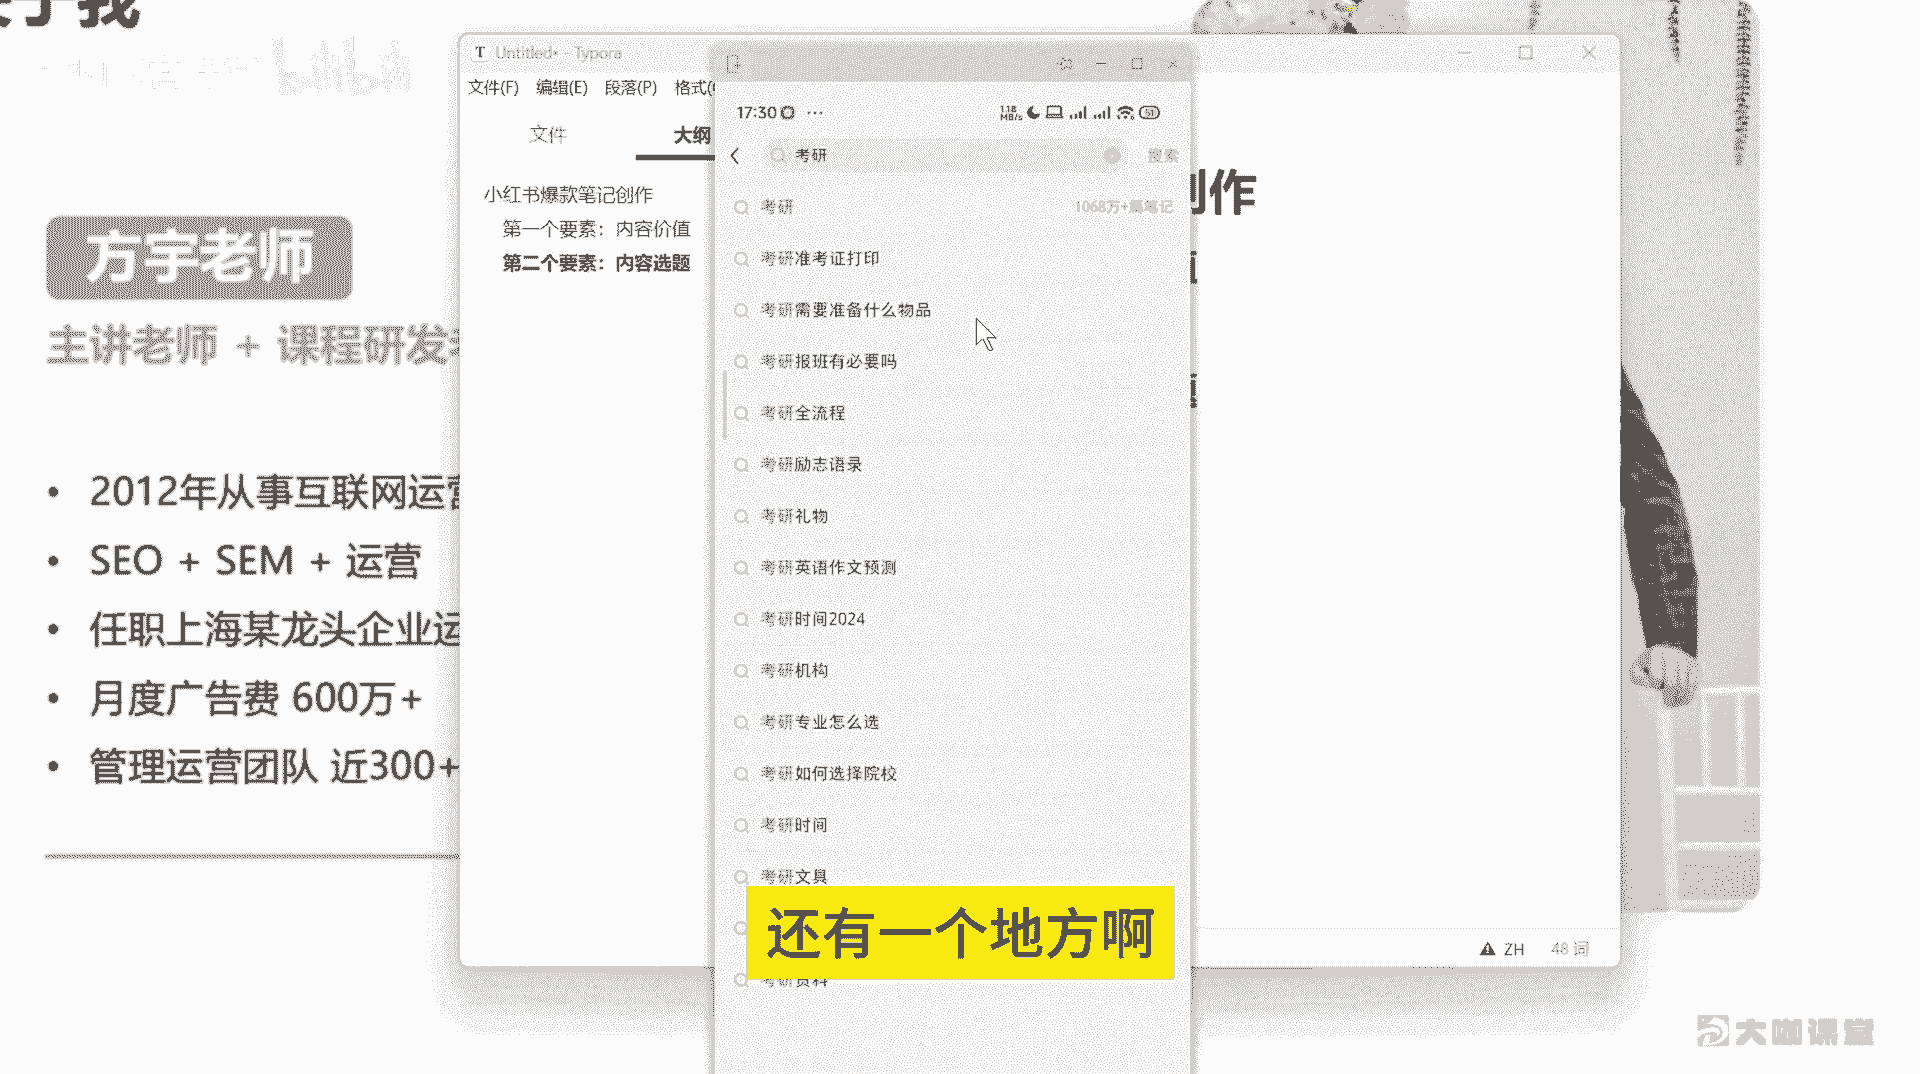 关于我
bilibili
方宇老师
主讲老师 + 课程研发老
• 2012年从事互联网运营
• SEO + SEM + 运营
• 任职上海某龙头企业运
• 月度广告费 600万+
• 管理运营团队 近300+
Untitled• - Typora
文件(F) 编辑(E) 段落(P) 格式(
文件
大纲
小红书爆款笔记创作
第一个要素：内容价值
第二个要素：内容选题
创作
17:30 ···
1.18 MB/s
51
考研
搜索
考研
1068万+篇笔记
考研准考证打印
考研需要准备什么物品
考研报班有必要吗
考研全流程
考研励志语录
考研礼物
考研英语作文预测
考研时间2024
考研机构
考研专业怎么选
考研如何选择院校
考研时间
考研文具
还有一个地方啊
考研资料
ZH 48 词
大咖课堂